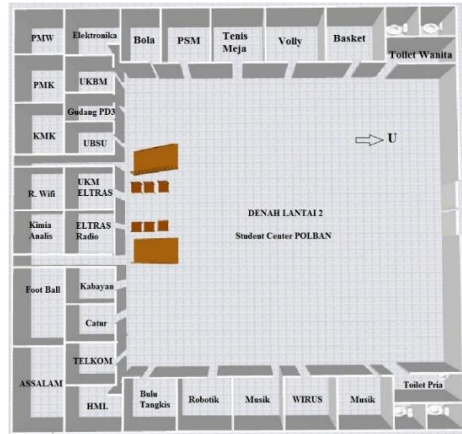 PMW
Elektronika
Bola
PSM
Tenis
Meja
Volly
Basket
Toilet Wanita
PMK
UKBM
Gudang PD3
KMK
UBSU
U
R. Wifi
UKM
ELTRAS
Kimia
Analis
ELTRAS
Radio
DENAH LANTAI 2
Student Center POLBAN
Foot Ball
Kabayan
Catur
TELKOM
ASSALAM
HML
Bulu
Tangkis
Robotik
Musik
WIRUS
Musik
Toilet Pria